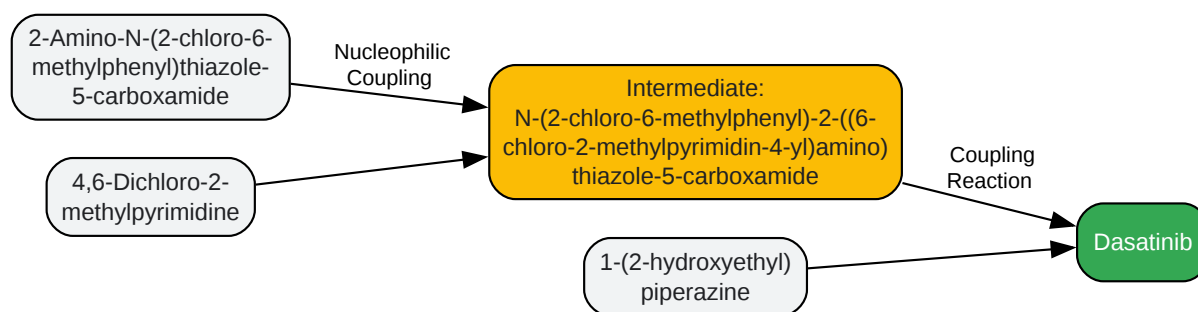 2-Amino-N-(2-chloro-6-
methylphenyl)thiazole-
5-carboxamide
Nucleophilic
Coupling
4,6-Dichloro-2-
methylpyrimidine
Intermediate:
N-(2-chloro-6-methylphenyl)-2-((6-
chloro-2-methylpyrimidin-4-yl)amino)
thiazole-5-carboxamide
Coupling
Reaction
1-(2-hydroxyethyl)
piperazine
Dasatinib